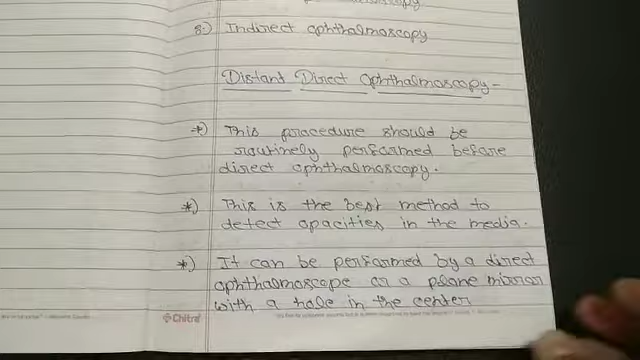 8.) Indirect ophthalmoscopy
Distant Direct Ophthalmoscopy -
*) This procedure should be
routinely performed before
direct ophthalmoscopy.
*) This is the best method to
detect opacities in the media.
*) It can be performed by a direct
ophthalmoscope or a plane mirror
with a hole in the center
Chitra